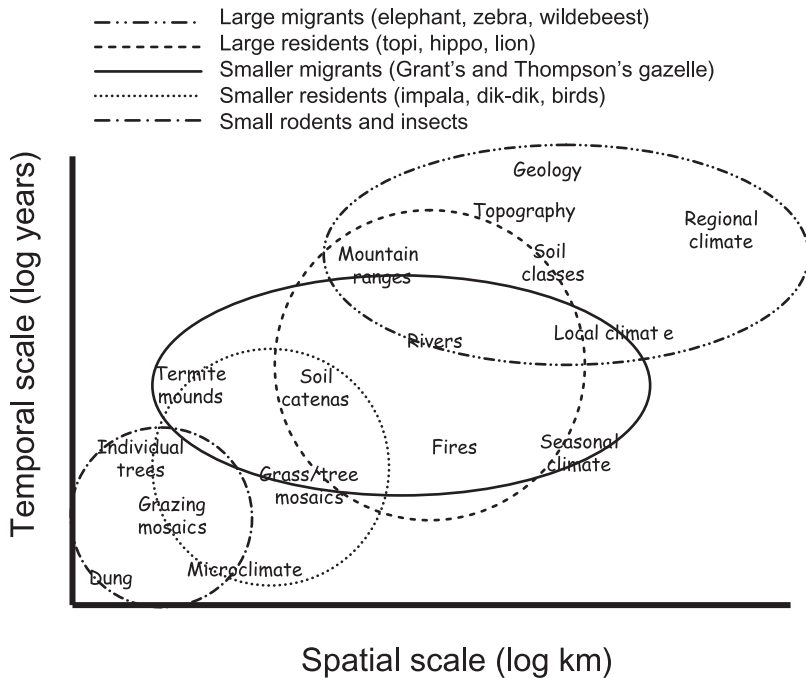 Large migrants (elephant, zebra, wildebeest)
Large residents (topi, hippo, lion)
Smaller migrants (Grant's and Thompson's gazelle)
Smaller residents (impala, dik-dik, birds)
Small rodents and insects
Temporal scale (log years)
Geology
Topography
Regional
climate
Mountain
ranges
Soil
classes
Rivers
Local climat e
Termite
mounds
Soil
catenas
Individual
trees
Fires
Seasonal
climate
Grass/tree
mosaics
Grazing
mosaics
Dung
Microclimate
Spatial scale (log km)